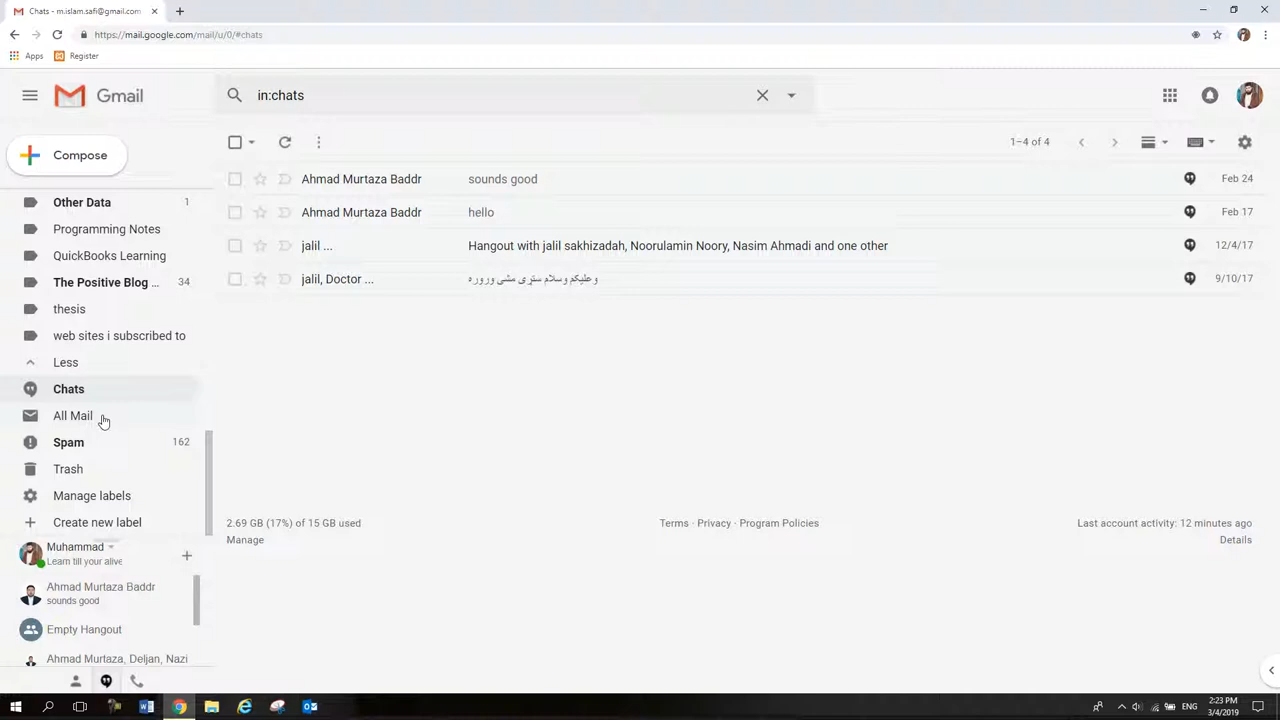 Chats - m.islam.safi@gmail.com
https://mail.google.com/mail/u/0/#chats
Apps
Register
Gmail
in:chats
Compose
1–4 of 4
Other Data 1
Programming Notes
QuickBooks Learning
The Positive Blog ... 34
thesis
web sites i subscribed to
Less
Chats
All Mail
Spam 162
Trash
Manage labels
Create new label
Ahmad Murtaza Baddr sounds good Feb 24
Ahmad Murtaza Baddr hello Feb 17
jalil ... Hangout with jalil sakhizadah, Noorulamin Noory, Nasim Ahmadi and one other 12/4/17
jalil, Doctor ... وعلیکم وسلام ستړی مشی وروره 9/10/17
2.69 GB (17%) of 15 GB used
Manage
Terms · Privacy · Program Policies
Last account activity: 12 minutes ago
Details
Muhammad
Learn till your alive
Ahmad Murtaza Baddr
sounds good
Empty Hangout
Ahmad Murtaza, Deljan, Nazi
ENG
2:23 PM
3/4/2019